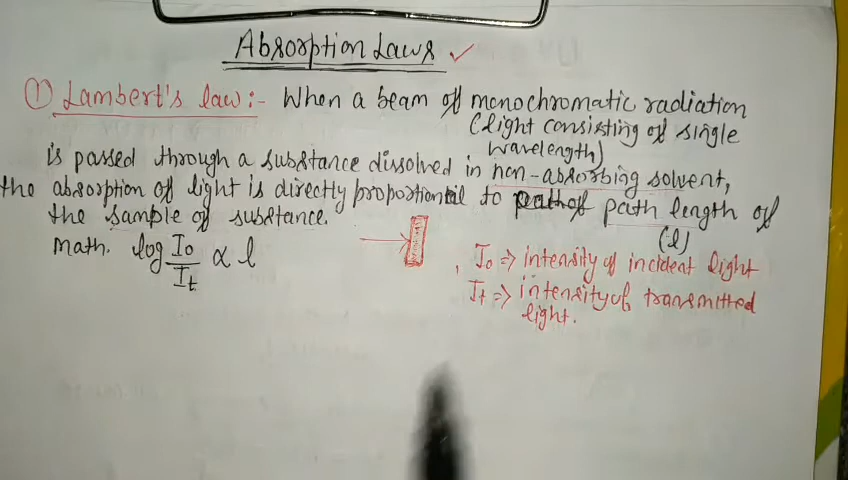 Absorption Laws ✓
① Lambert's law:- When a beam of monochromatic radiation
(light consisting of single
wavelength)
is passed through a substance dissolved in non-absorbing solvent,
the absorption of light is directly proportional to path of path length of
(l)
the sample of substance.
Math. log I₀/Iₜ ∝ l
I₀ => intensity of incident light
It => intensity of transmitted
light.